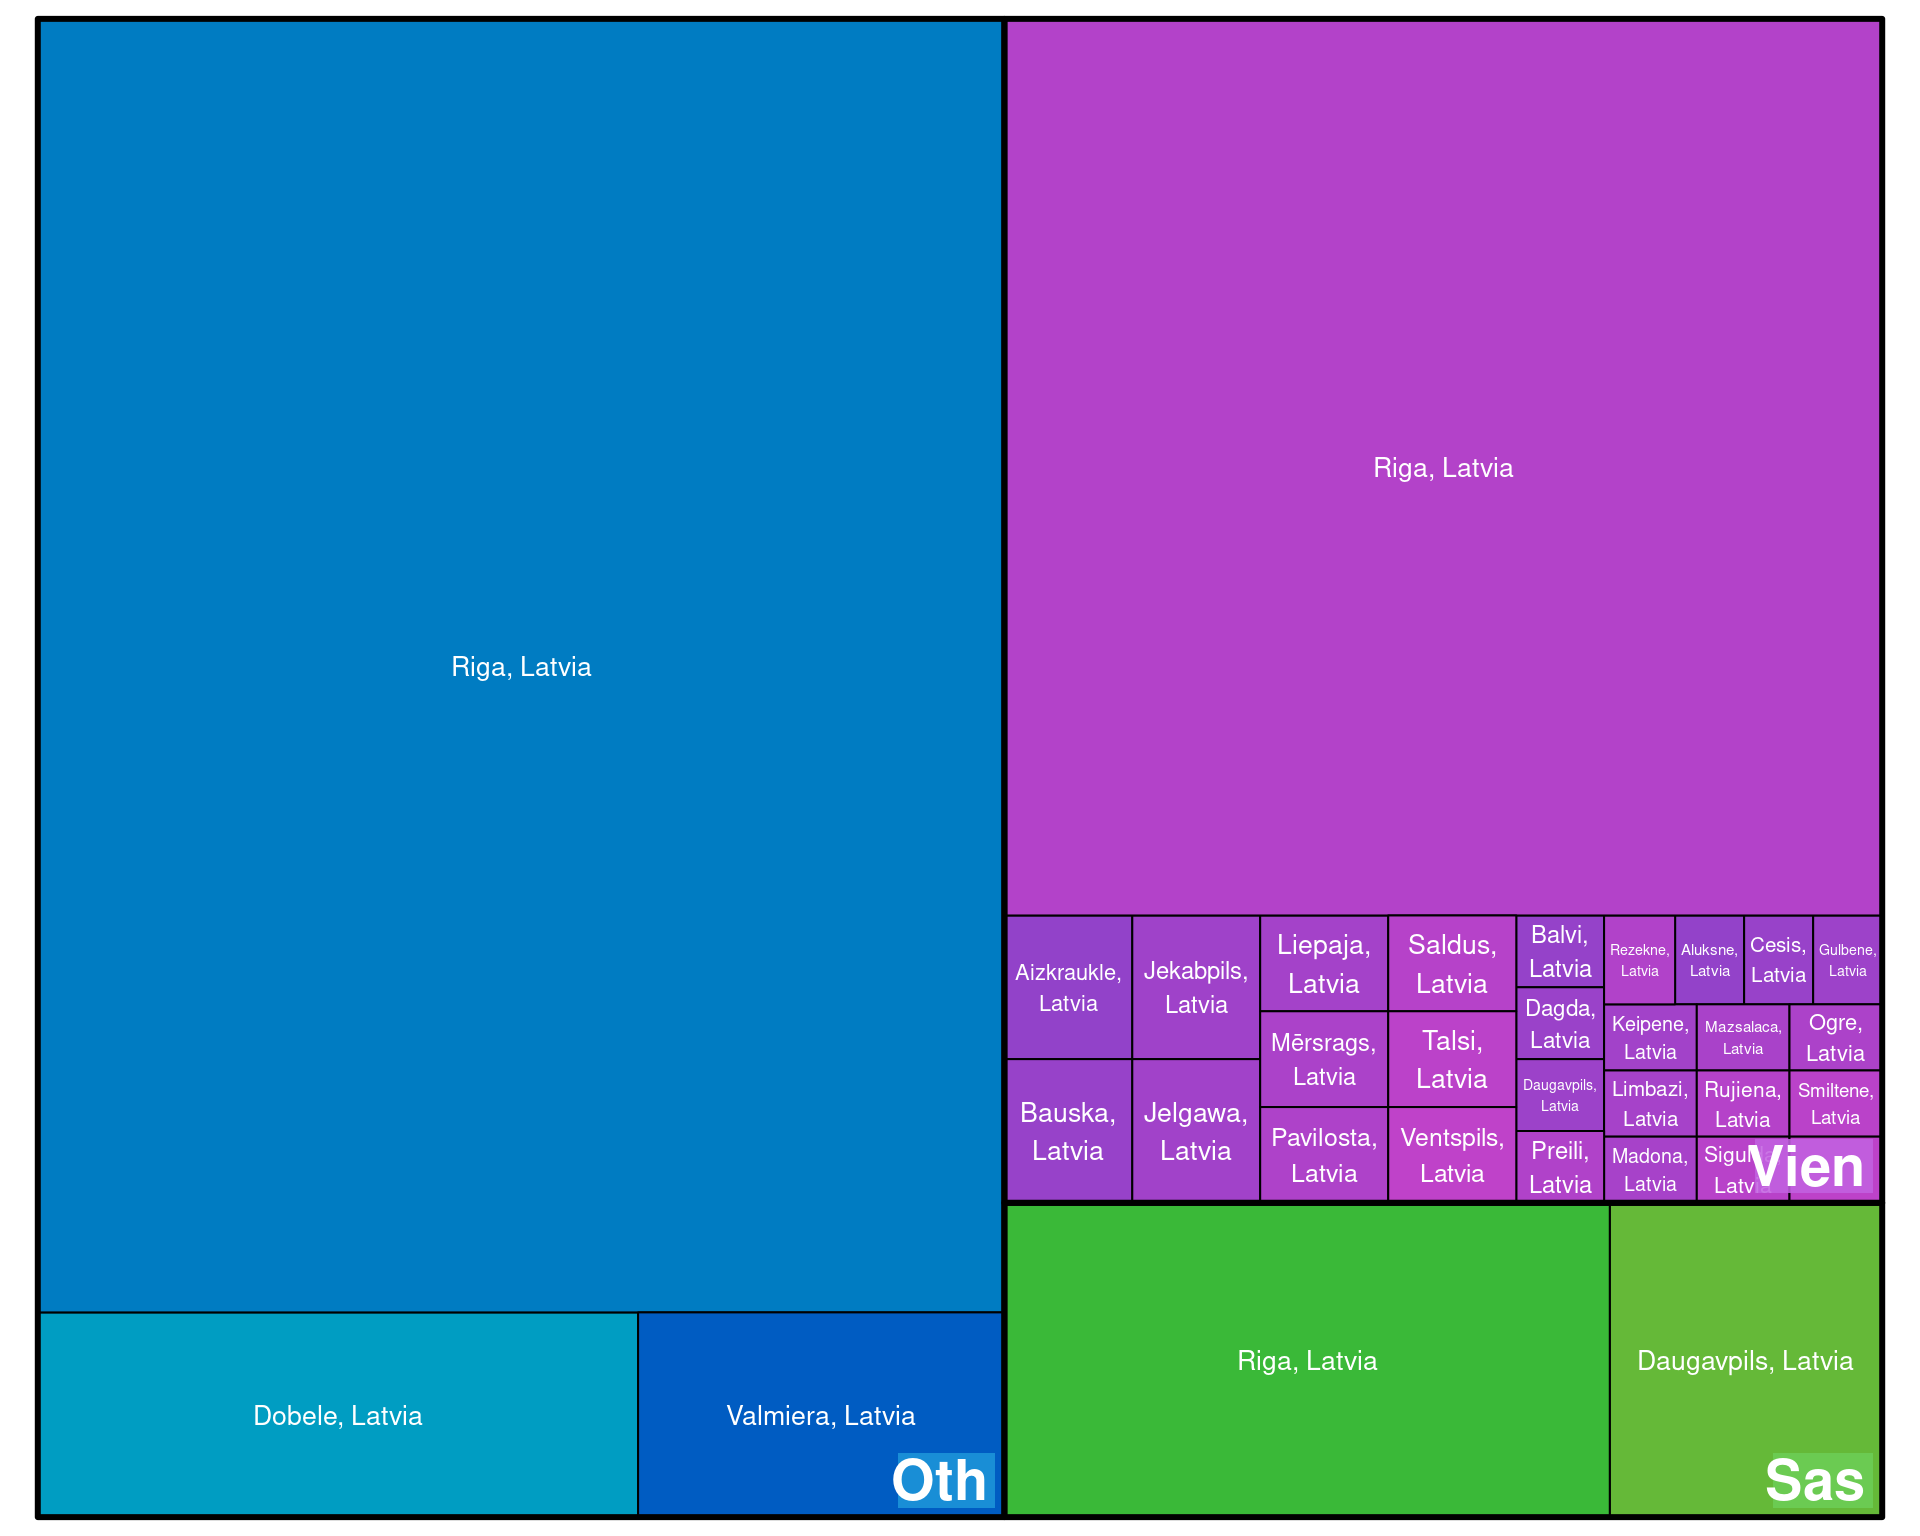 Riga, Latvia
Dobele, Latvia
Valmiera, Latvia
Oth
Riga, Latvia
Aizkraukle,
Latvia
Bauska,
Latvia
Jekabpils,
Latvia
Jelgawa,
Latvia
Liepaja,
Latvia
Mērsrags,
Latvia
Pavilosta,
Latvia
Saldus,
Latvia
Talsi,
Latvia
Ventspils,
Latvia
Balvi,
Latvia
Dagda,
Latvia
Daugavpils,
Latvia
Preili,
Latvia
Rezekne,
Latvia
Aluksne,
Latvia
Cesis,
Latvia
Gulbene,
Latvia
Keipene,
Latvia
Mazsalaca,
Latvia
Ogre,
Latvia
Limbazi,
Latvia
Rujiena,
Latvia
Smiltene,
Latvia
Madona,
Latvia
Latvia
Vien
Riga, Latvia
Daugavpils, Latvia
Sas